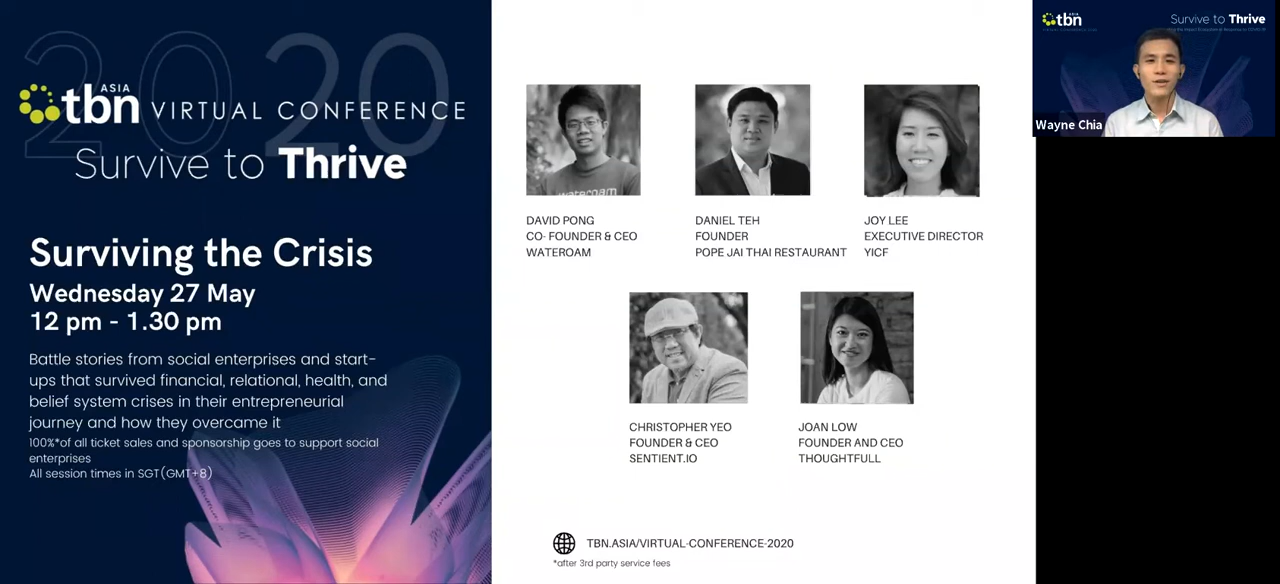 2020
ASIA
tbn VIRTUAL CONFERENCE
Survive to Thrive
Surviving the Crisis
Wednesday 27 May
12 pm - 1.30 pm
Battle stories from social enterprises and start-
ups that survived financial, relational, health, and
belief system crises in their entrepreneurial
journey and how they overcame it
100%*of all ticket sales and sponsorship goes to support social
enterprises
All session times in SGT(GMT+8)
wateroam
DAVID PONG
CO- FOUNDER & CEO
WATEROAM
DANIEL TEH
FOUNDER
POPE JAI THAI RESTAURANT
JOY LEE
EXECUTIVE DIRECTOR
YICF
CHRISTOPHER YEO
FOUNDER & CEO
SENTIENT.IO
JOAN LOW
FOUNDER AND CEO
THOUGHTFULL
TBN.ASIA/VIRTUAL-CONFERENCE-2020
*after 3rd party service fees
ASIA
tbn
Survive to Thrive
Wayne Chia